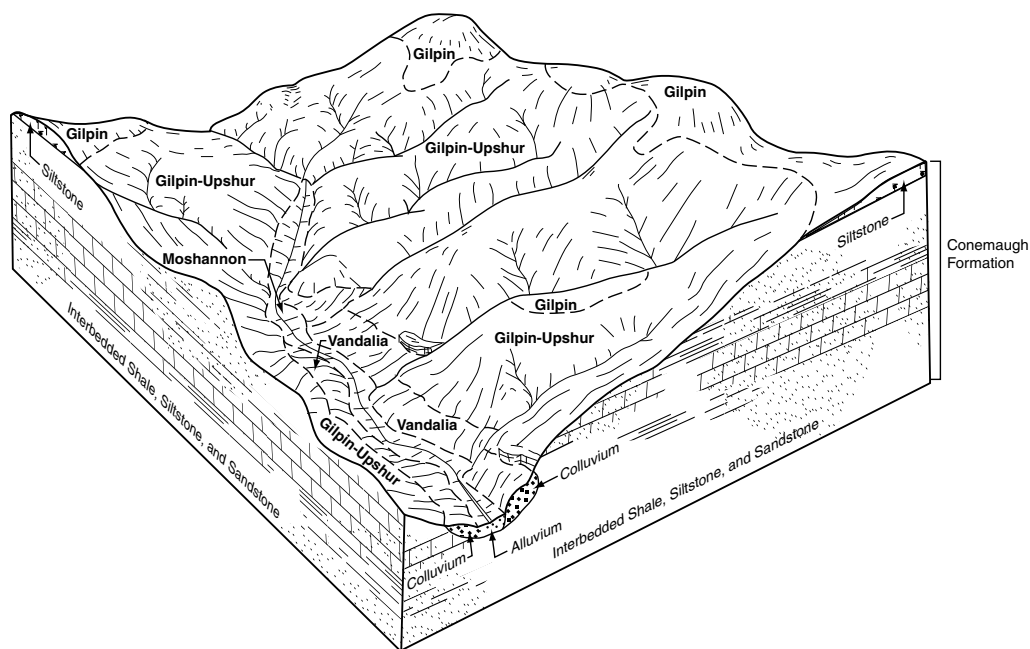 Gilpin
Gilpin
Gilpin
Gilpin-Upshur
Gilpin-Upshur
Siltstone
Siltstone
Conemaugh
Formation
Moshannon
Gilpin
Vandalia
Gilpin-Upshur
Interbedded Shale, Siltstone, and Sandstone
Vandalia
Gilpin-Upshur
Colluvium
Interbedded Shale, Siltstone, and Sandstone
Alluvium
Colluvium